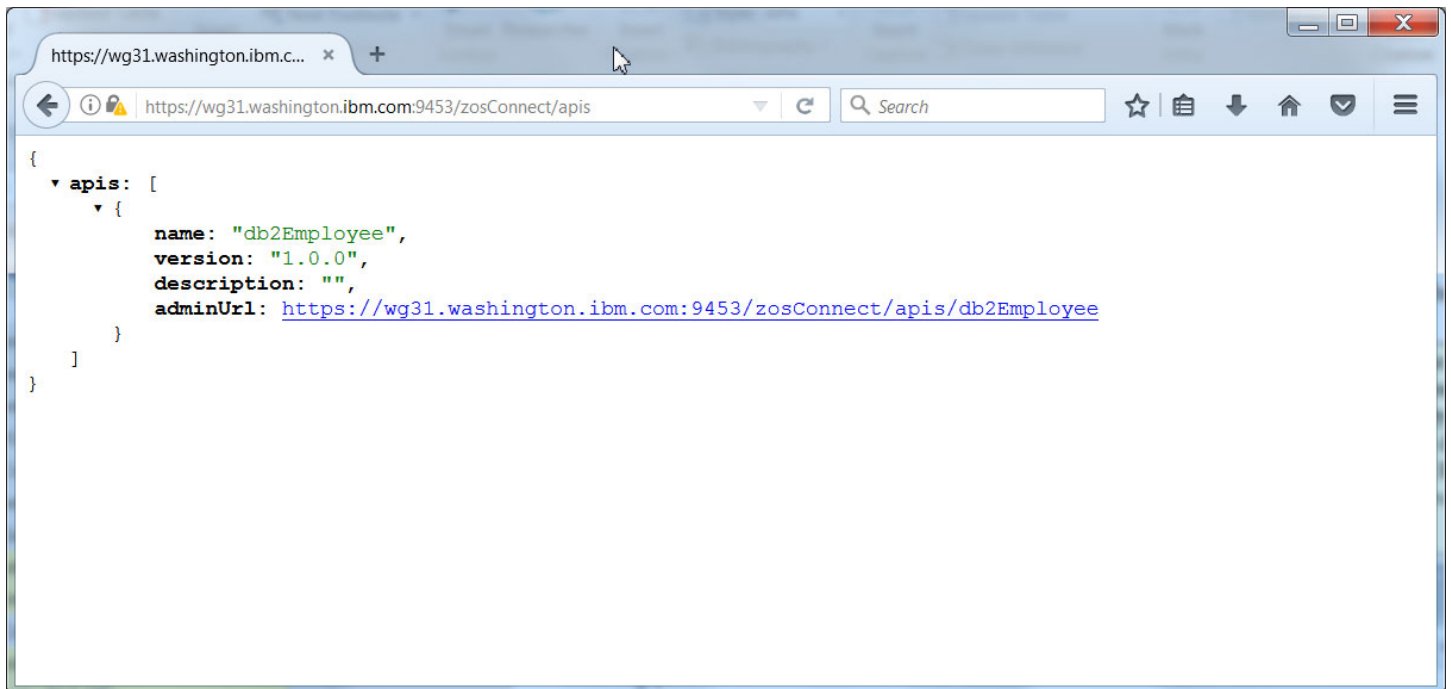 https://wg31.washington.ibm.c...
https://wg31.washington.ibm.com:9453/zosConnect/apis
Search
{
apis: [
{
name: "db2Employee",
version: "1.0.0",
description: "",
adminUrl: https://wg31.washington.ibm.com:9453/zosConnect/apis/db2Employee
}
]
}